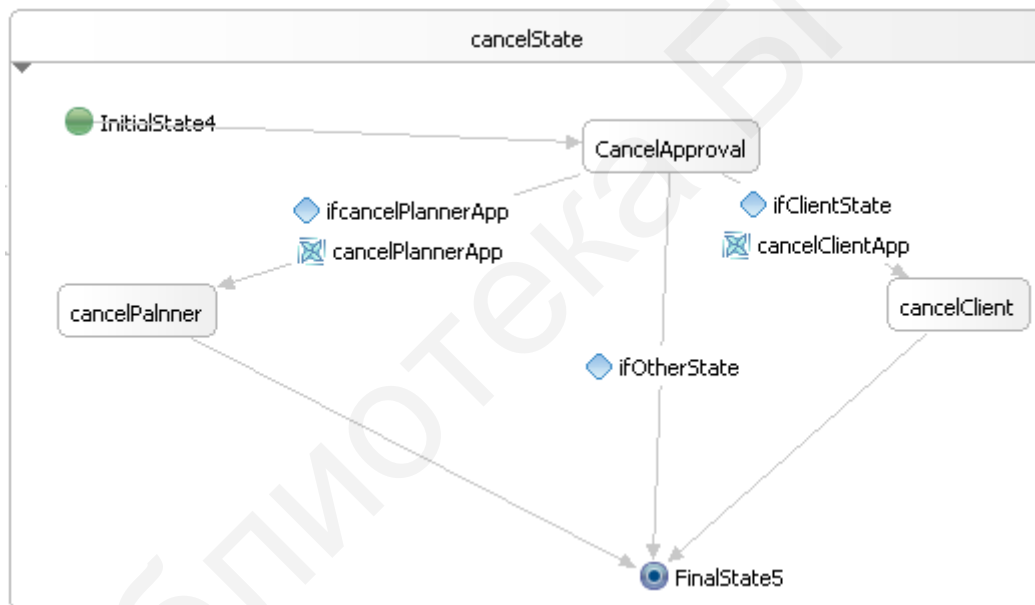 cancelState
InitialState4
CancelApproval
ifcancelPlannerApp
cancelPlannerApp
ifClientState
cancelClientApp
cancelPalnner
cancelClient
ifOtherState
FinalState5